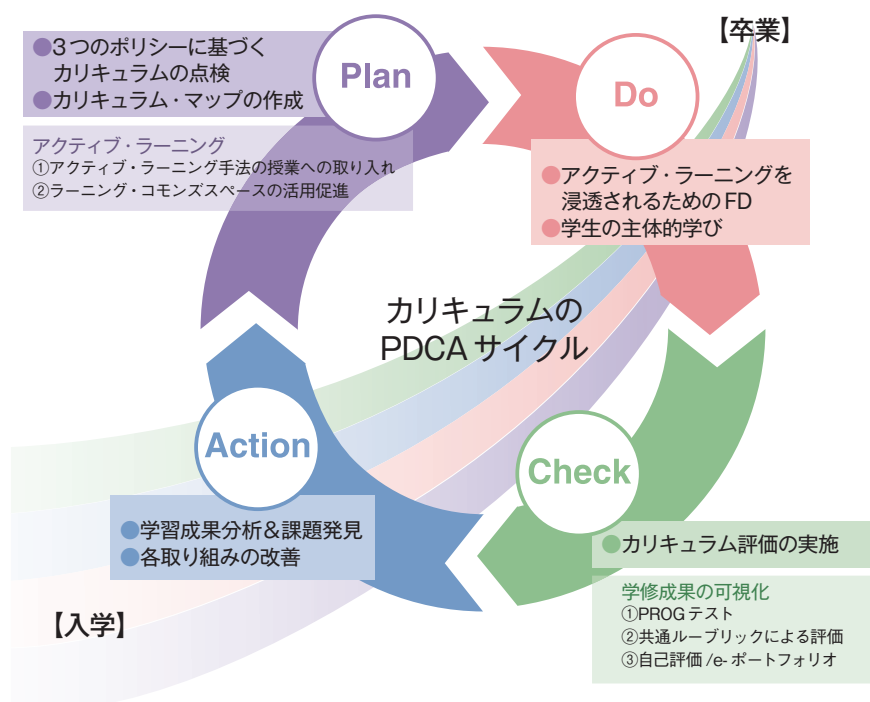 【卒業】
Plan
●3つのポリシーに基づく
カリキュラムの点検
●カリキュラム・マップの作成
アクティブ・ラーニング
①アクティブ・ラーニング手法の授業への取り入れ
②ラーニング・コモンズスペースの活用促進
Do
●アクティブ・ラーニングを
浸透されるためのFD
●学生の主体的学び
カリキュラムの
PDCAサイクル
Check
●カリキュラム評価の実施
学修成果の可視化
①PROGテスト
②共通ルーブリックによる評価
③自己評価/e-ポートフォリオ
Action
●学習成果分析&課題発見
●各取り組みの改善
【入学】